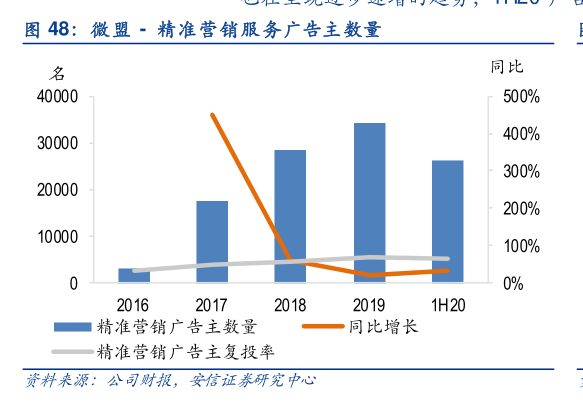 图 48：微盟 - 精准营销服务广告主数量
名
同比
40000
30000
20000
10000
0
500%
400%
300%
200%
100%
0%
2016 2017 2018 2019 1H20
精准营销广告主数量 同比增长
精准营销广告主复投率
资料来源：公司财报，安信证券研究中心